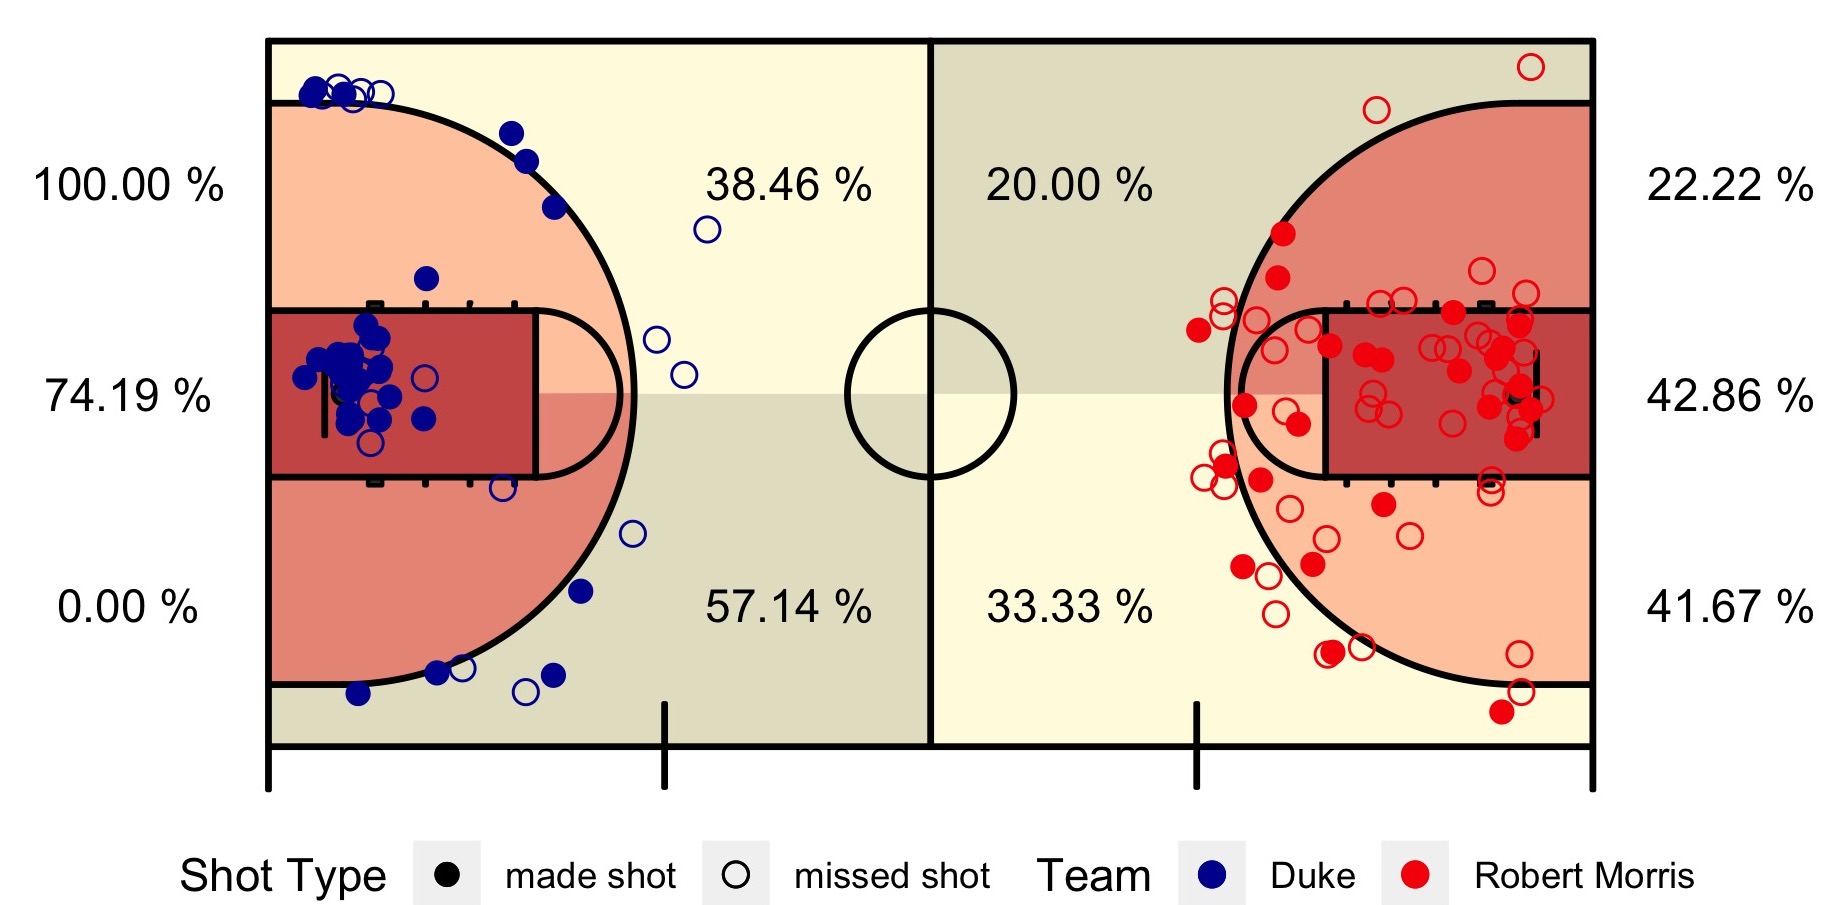 100.00 % 38.46 % 20.00 % 22.22 %
74.19 % 42.86 %
0.00 % 57.14 % 33.33 % 41.67 %
Shot Type made shot missed shot Team Duke Robert Morris